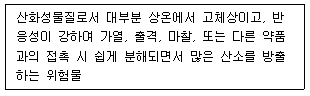 산화성물질로서 대부분 상온에서 고체상이고, 반
응성이 강하여 가열, 출격, 마찰, 또는 다른 약품
과의 접촉 시 쉽게 분해되면서 많은 산소를 방출
하는 위험물